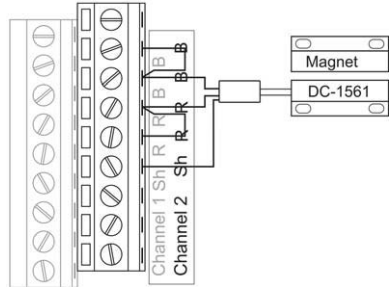 Magnet
DC-1561
Channel 1 Sh R R B B
Channel 2 Sh R R B B